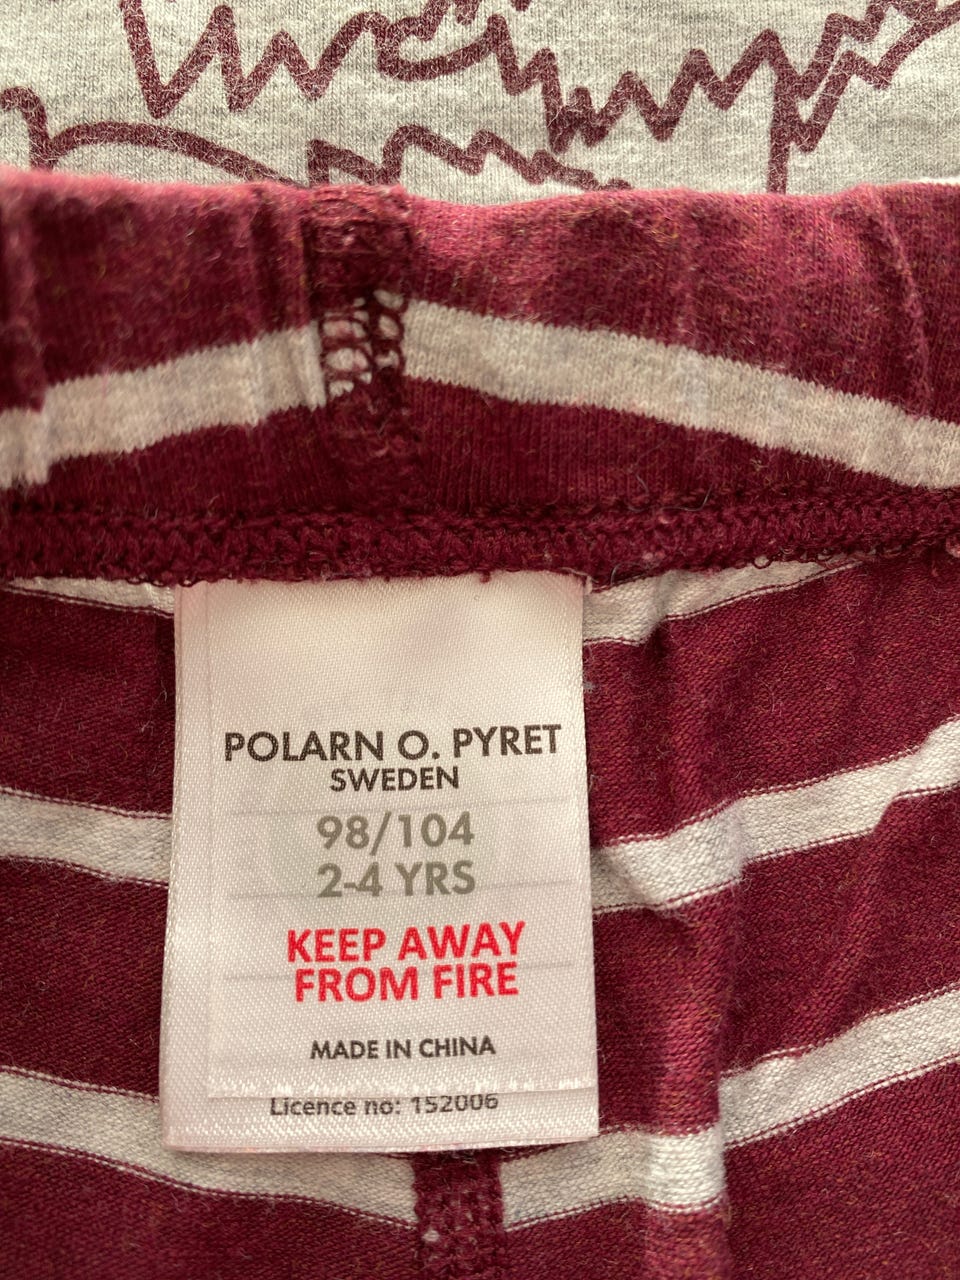 POLARN O. PYRET
SWEDEN
98/104
2-4 YRS
KEEP AWAY
FROM FIRE
MADE IN CHINA
Licence no: 152006